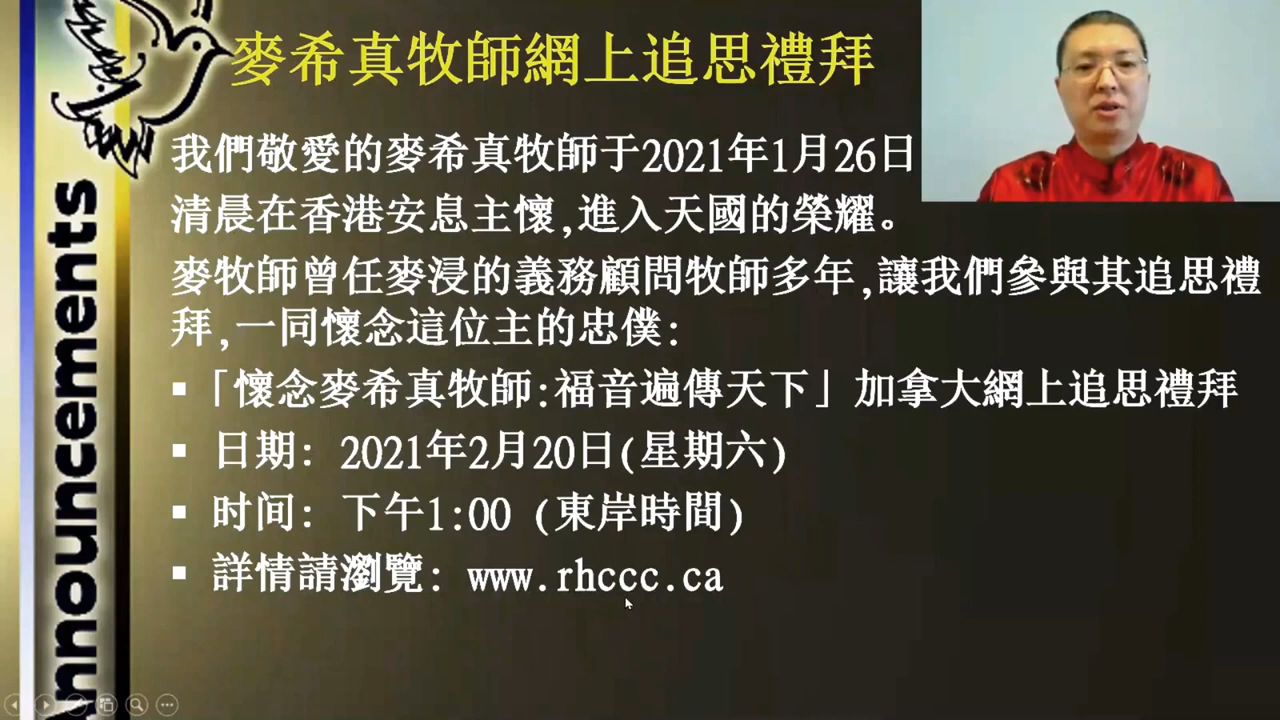 麥希真牧師網上追思禮拜
我們敬愛的麥希真牧師于2021年1月26日
清晨在香港安息主懷,進入天國的榮耀。
麥牧師曾任麥浸的義務顧問牧師多年,讓我們參與其追思禮
拜,一同懷念這位主的忠僕:
▪「懷念麥希真牧師:福音遍傳天下」加拿大網上追思禮拜
▪ 日期: 2021年2月20日(星期六)
▪ 时间: 下午1:00 (東岸時間)
▪ 詳情請瀏覽: www.rhccc.ca
Announcements